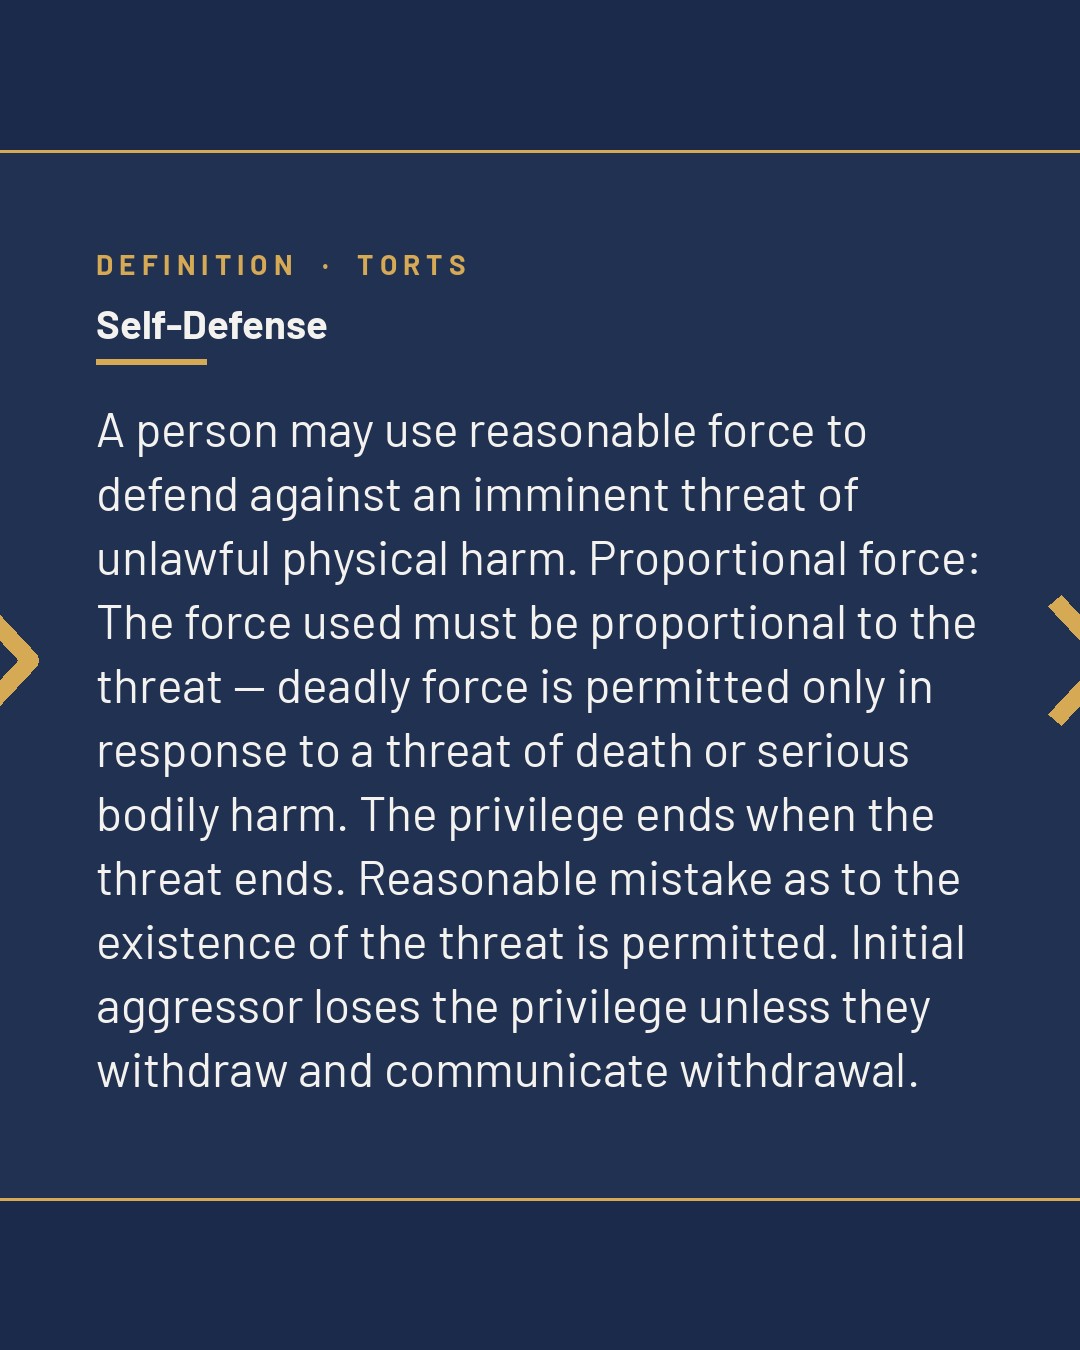 DEFINITION · TORTS
Self-Defense
A person may use reasonable force to
defend against an imminent threat of
unlawful physical harm. Proportional force:
The force used must be proportional to the
threat — deadly force is permitted only in
response to a threat of death or serious
bodily harm. The privilege ends when the
threat ends. Reasonable mistake as to the
existence of the threat is permitted. Initial
aggressor loses the privilege unless they
withdraw and communicate withdrawal.